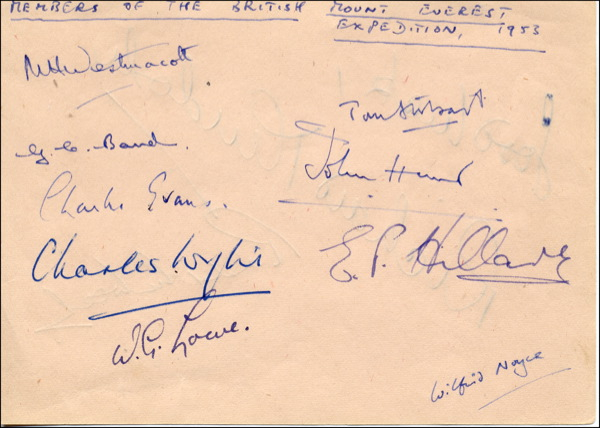 MEMBERS OF THE BRITISH MOUNT EVEREST
EXPEDITION, 1953
M H Westmacott
G. C. Band.
Charles Evans.
Charles Wylie
W. G. Lowe.
Tom Stobart
John Hunt
E. P. Hillary
Wilfrid Noyce